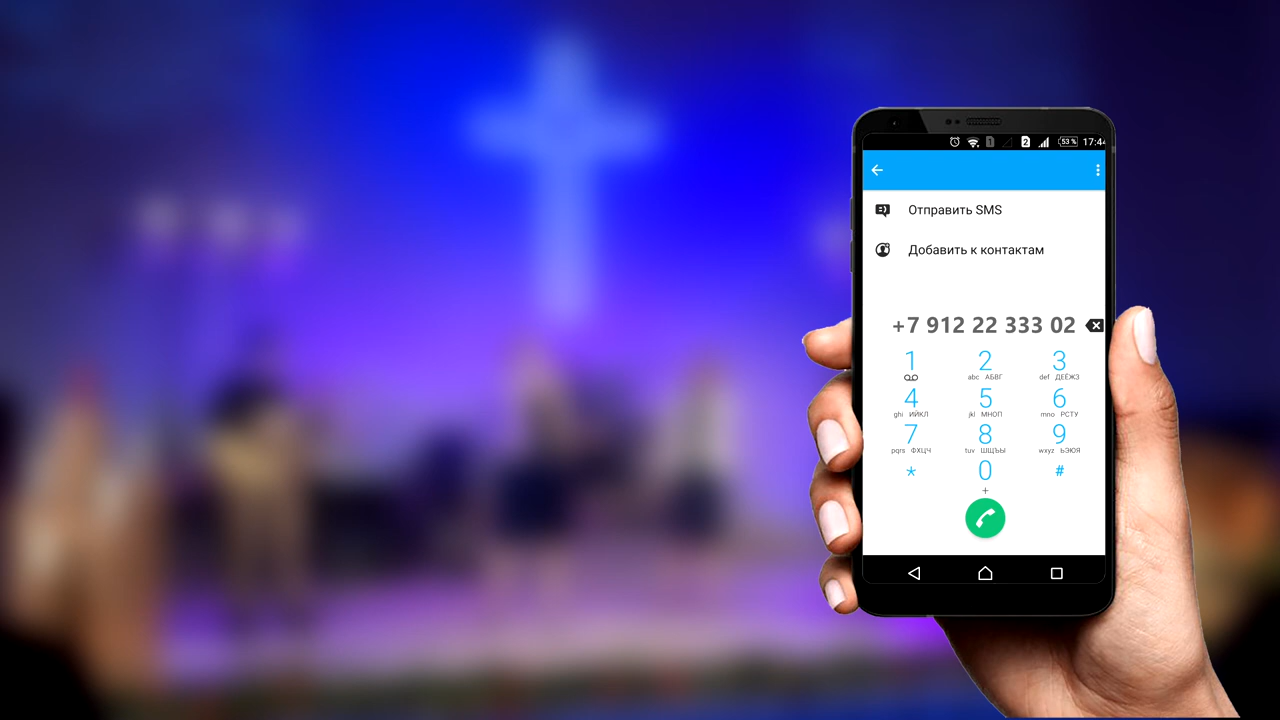 1 2 53 % 17:44
Отправить SMS
Добавить к контактам
+7 912 22 333 02
1 2 3
abc АБВГ def ДЕЁЖЗ
4 5 6
ghi ИЙКЛ jkl МНОП mno РСТУ
7 8 9
pqrs ФХЦЧ tuv ШЩЪЫ wxyz ЬЭЮЯ
* 0 #
+